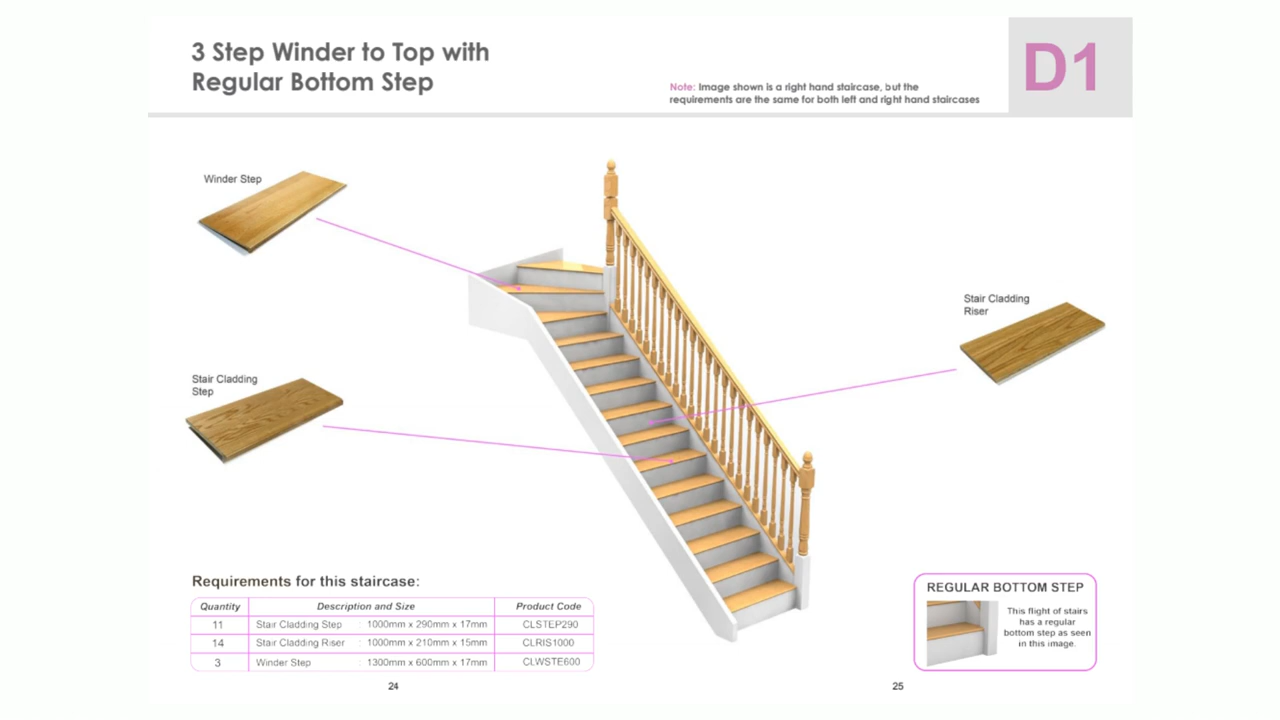 3 Step Winder to Top with
Regular Bottom Step
Note: Image shown is a right hand staircase, but the
requirements are the same for both left and right hand staircases
D1
Winder Step
Stair Cladding
Riser
Stair Cladding
Step
Requirements for this staircase:
Quantity Description and Size Product Code
11 Stair Cladding Step : 1000mm x 290mm x 17mm CLSTEP290
14 Stair Cladding Riser : 1000mm x 210mm x 15mm CLRIS1000
3 Winder Step : 1300mm x 600mm x 17mm CLWSTE600
REGULAR BOTTOM STEP
This flight of stairs
has a regular
bottom step as seen
in this image.
24
25